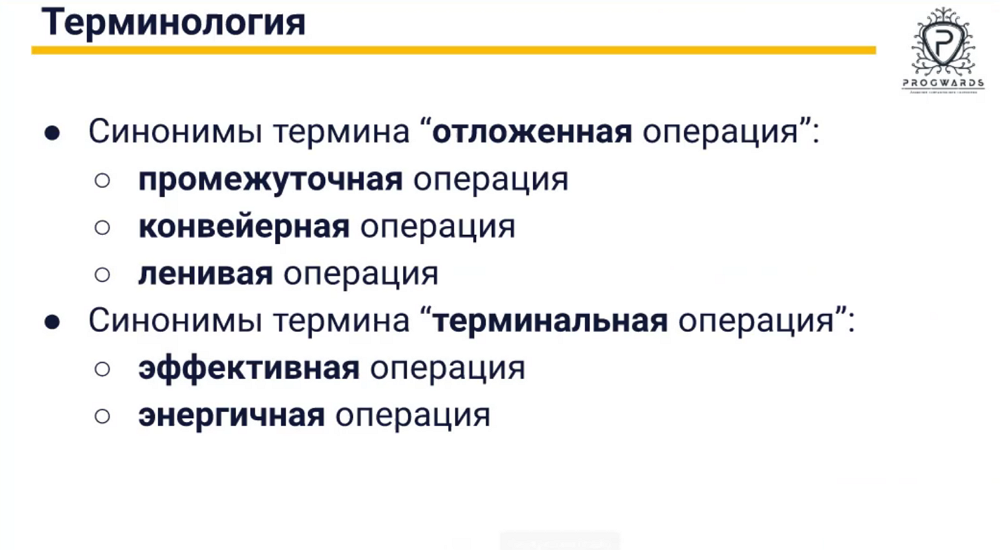 Терминология
PROGWARDS
● Синонимы термина “отложенная операция”:
○ промежуточная операция
○ конвейерная операция
○ ленивая операция
● Синонимы термина “терминальная операция”:
○ эффективная операция
○ энергичная операция